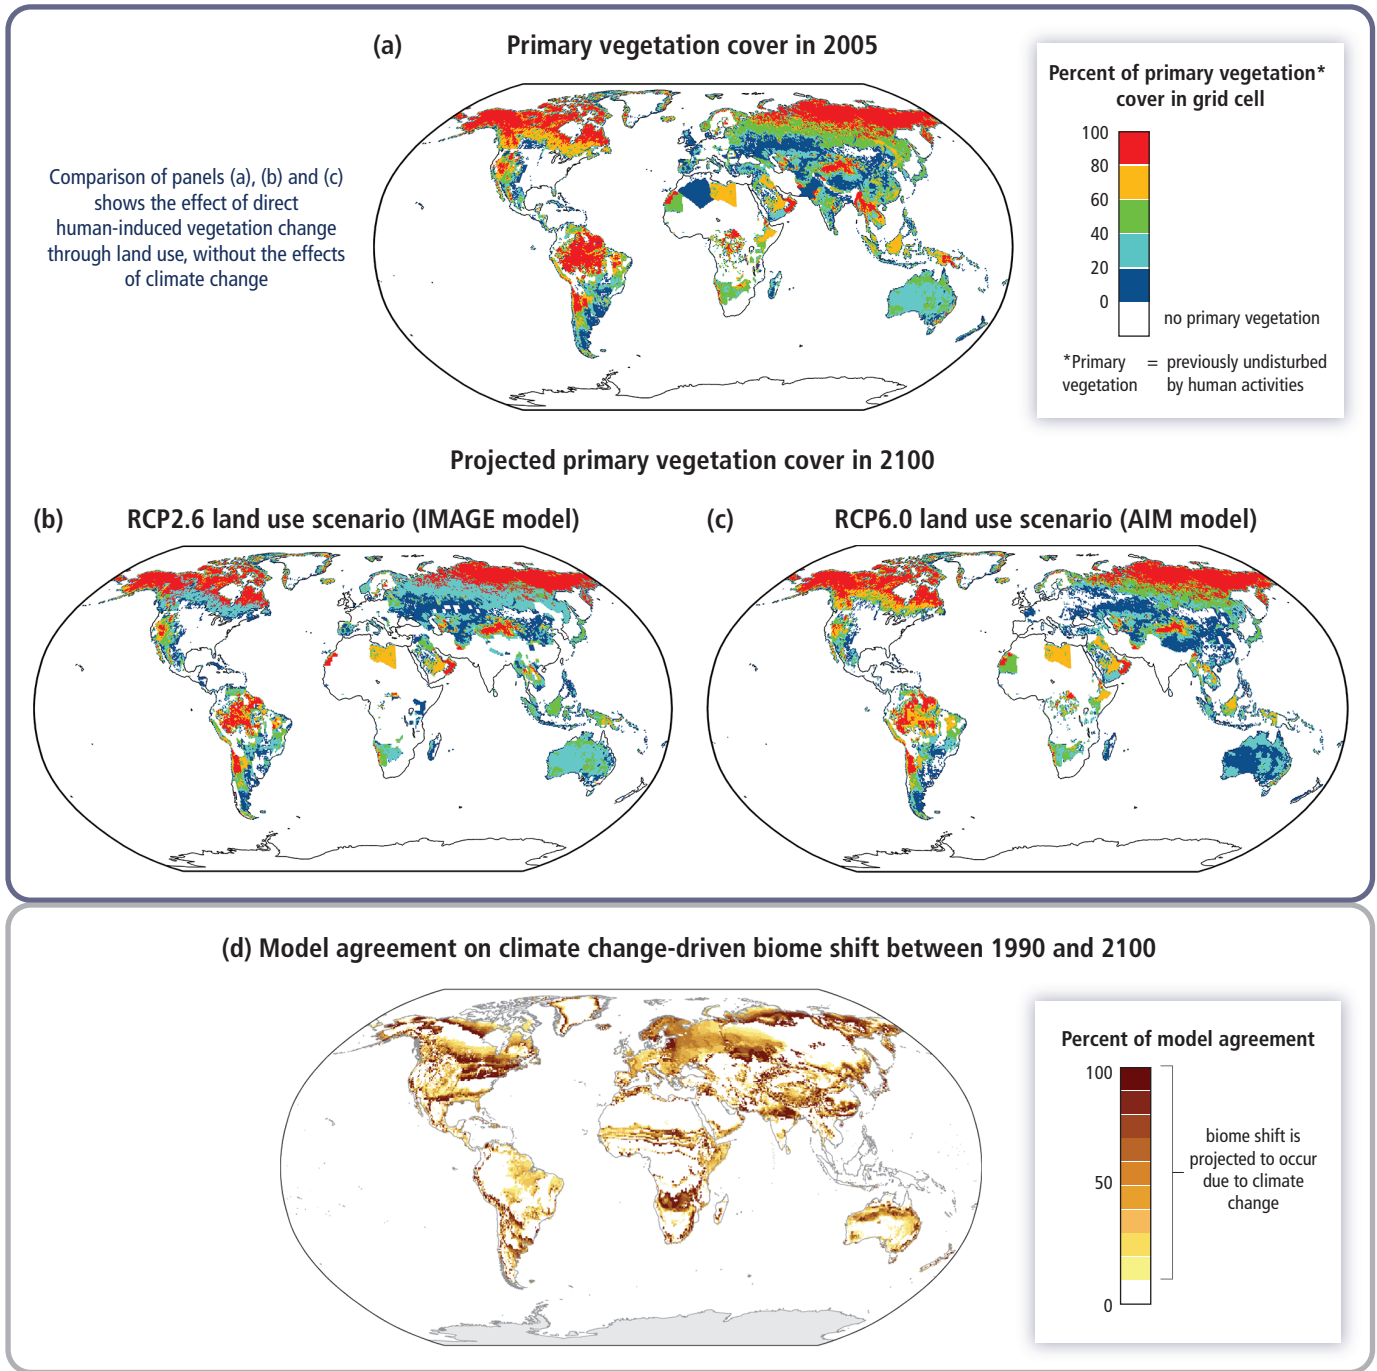 (a) Primary vegetation cover in 2005
Comparison of panels (a), (b) and (c)
shows the effect of direct
human-induced vegetation change
through land use, without the effects
of climate change
Percent of primary vegetation*
cover in grid cell
100
80
60
40
20
0
no primary vegetation
*Primary = previously undisturbed
vegetation by human activities
Projected primary vegetation cover in 2100
(b) RCP2.6 land use scenario (IMAGE model)
(c) RCP6.0 land use scenario (AIM model)
(d) Model agreement on climate change-driven biome shift between 1990 and 2100
Percent of model agreement
100
50
0
biome shift is
projected to occur
due to climate
change